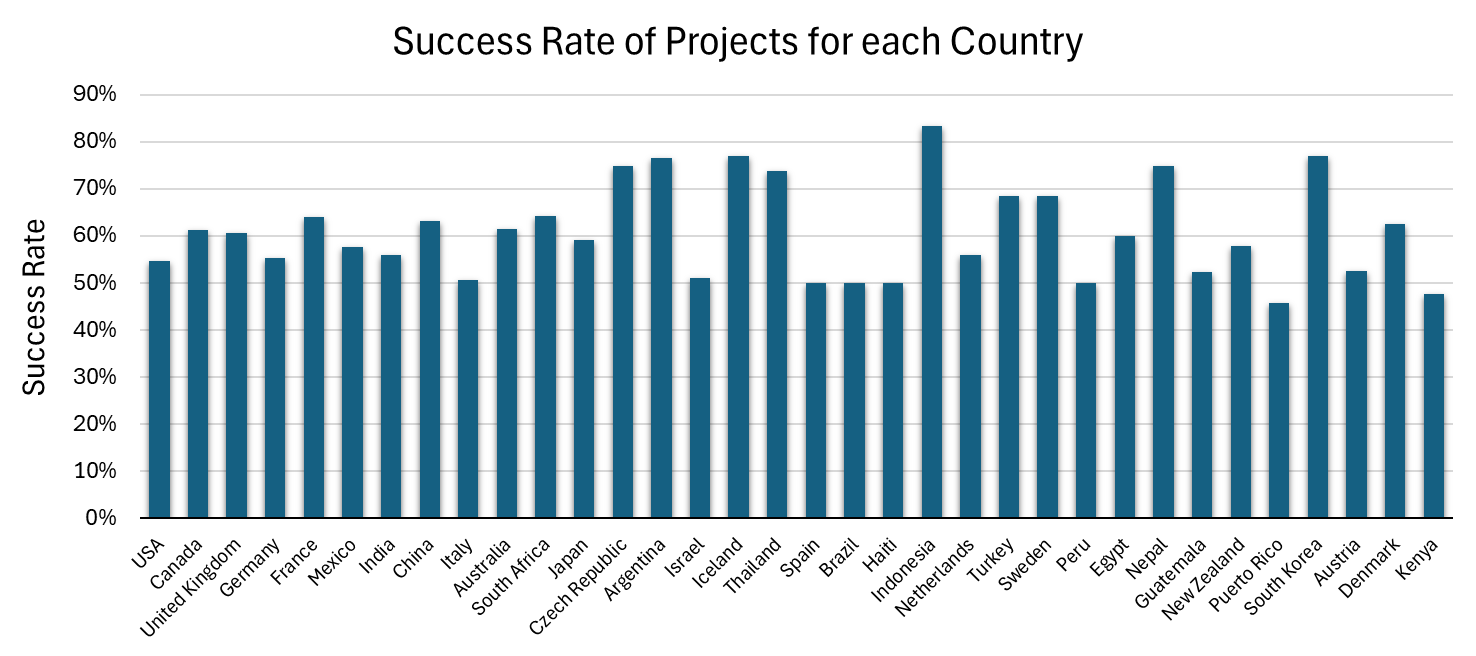 Success Rate of Projects for each Country
Success Rate
90%
80%
70%
60%
50%
40%
30%
20%
10%
0%
USA
Canada
United Kingdom
Germany
France
Mexico
India
China
Italy
Australia
South Africa
Japan
Czech Republic
Argentina
Israel
Iceland
Thailand
Spain
Brazil
Haiti
Indonesia
Netherlands
Turkey
Sweden
Peru
Egypt
Nepal
Guatemala
New Zealand
Puerto Rico
South Korea
Austria
Denmark
Kenya